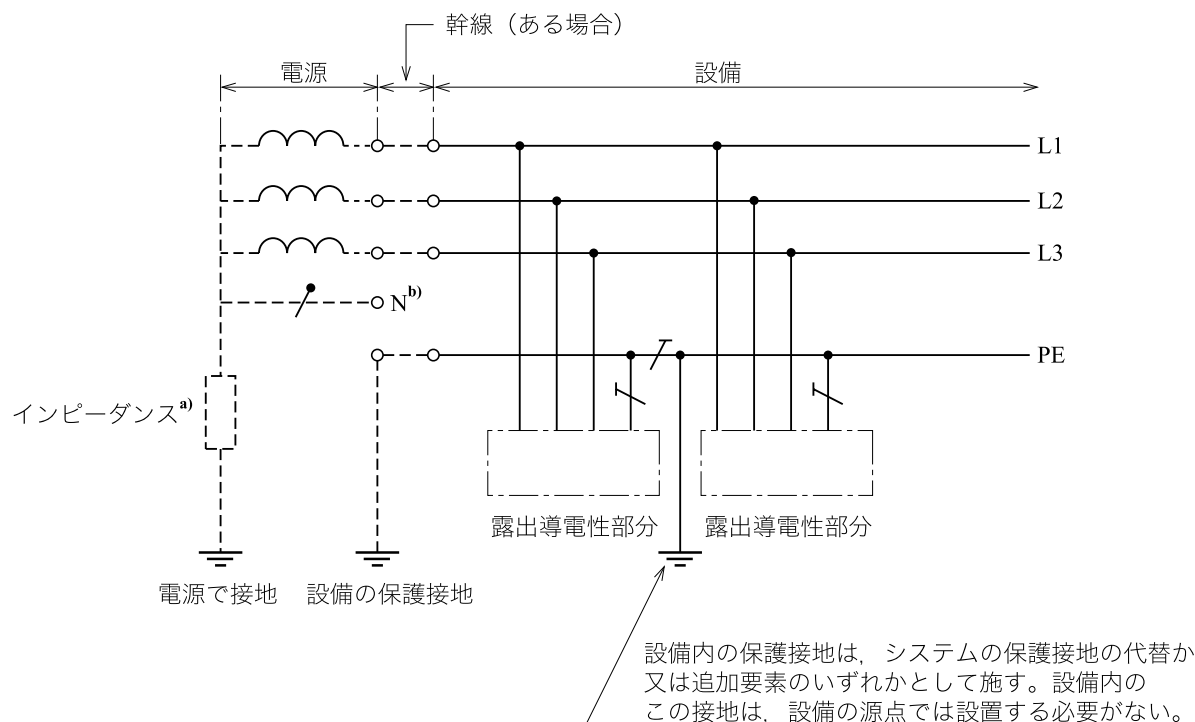 幹線（ある場合）
電源
設備
L1
L2
L3
N b)
PE
インピーダンス a)
露出導電性部分
露出導電性部分
電源で接地
設備の保護接地
設備内の保護接地は，システムの保護接地の代替か
又は追加要素のいずれかとして施す。設備内の
この接地は，設備の源点では設置する必要がない。